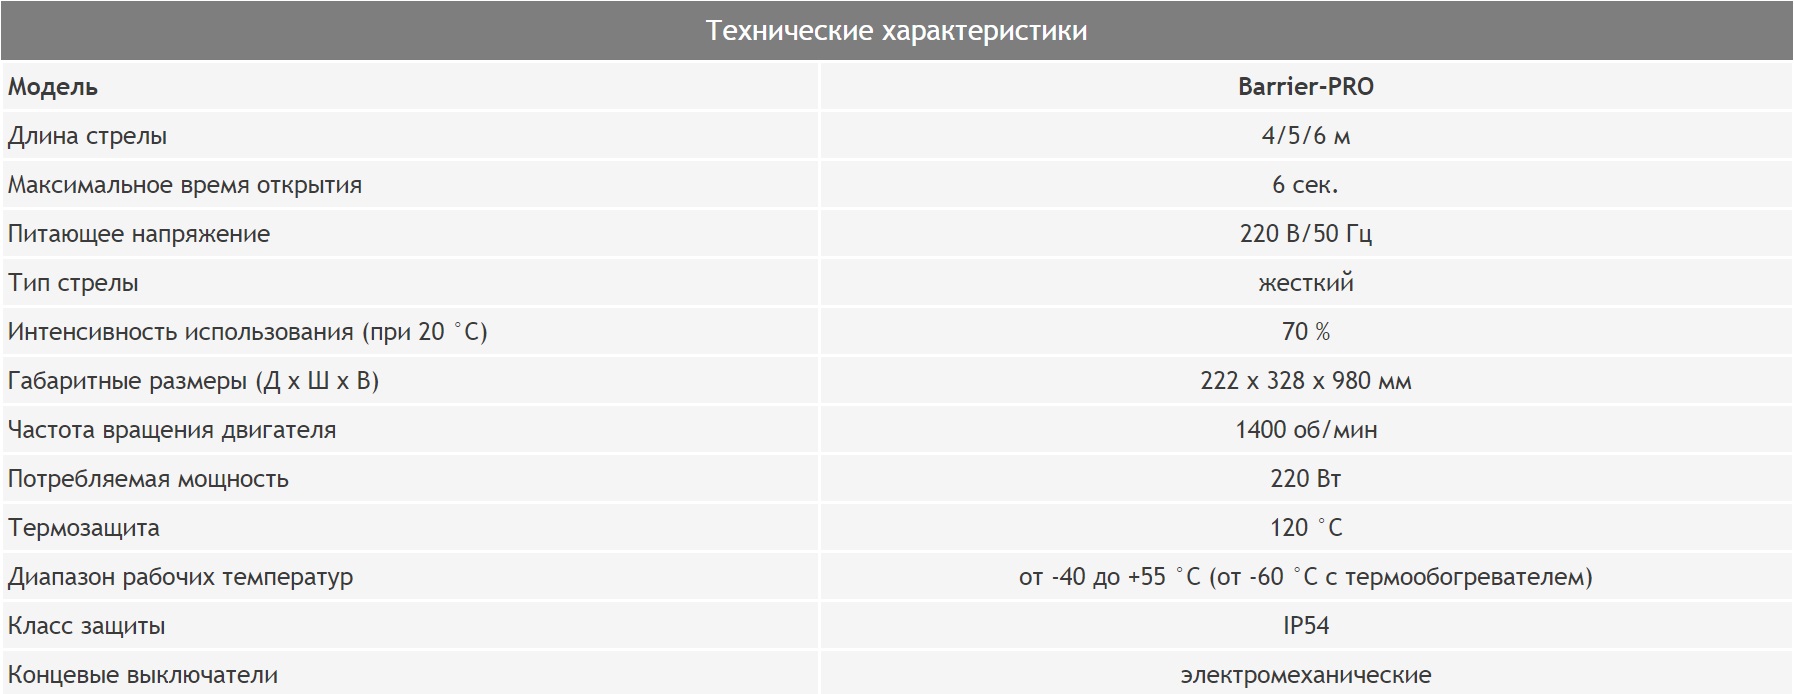 Технические характеристики
Модель Barrier-PRO
Длина стрелы 4/5/6 м
Максимальное время открытия 6 сек.
Питающее напряжение 220 В/50 Гц
Тип стрелы жесткий
Интенсивность использования (при 20 °С) 70 %
Габаритные размеры (Д х Ш х В) 222 х 328 х 980 мм
Частота вращения двигателя 1400 об/мин
Потребляемая мощность 220 Вт
Термозащита 120 °С
Диапазон рабочих температур от -40 до +55 °С (от -60 °С с термообогревателем)
Класс защиты IP54
Концевые выключатели электромеханические